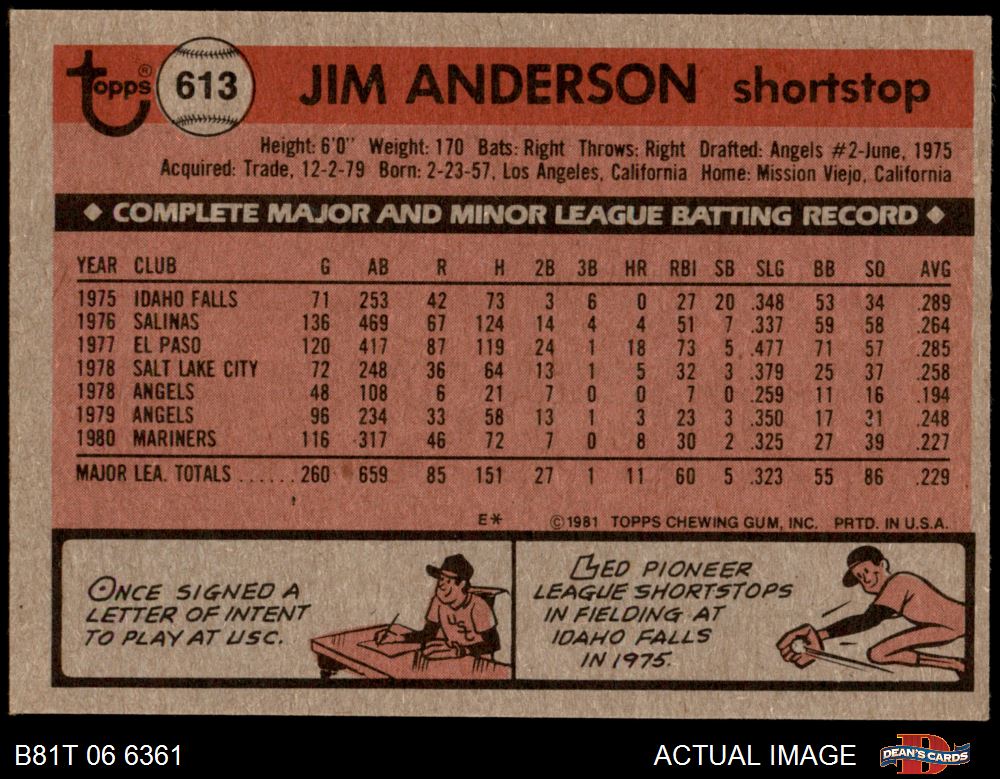 topps® 613 JIM ANDERSON shortstop
Height: 6'0" Weight: 170 Bats: Right Throws: Right Drafted: Angels #2-June, 1975
Acquired: Trade, 12-2-79 Born: 2-23-57, Los Angeles, California Home: Mission Viejo, California
◆ COMPLETE MAJOR AND MINOR LEAGUE BATTING RECORD ◆
YEAR CLUB G AB R H 2B 3B HR RBI SB SLG BB SO AVG
1975 IDAHO FALLS 71 253 42 73 3 6 0 27 20 .348 53 34 .289
1976 SALINAS 136 469 67 124 14 4 4 51 7 .337 59 58 .264
1977 EL PASO 120 417 87 119 24 1 18 73 5 .477 71 57 .285
1978 SALT LAKE CITY 72 248 36 64 13 1 5 32 3 .379 25 37 .258
1978 ANGELS 48 108 6 21 7 0 0 7 0 .259 11 16 .194
1979 ANGELS 96 234 33 58 13 1 3 23 3 .350 17 31 .248
1980 MARINERS 116 317 46 72 7 0 8 30 2 .325 27 39 .227
MAJOR LEA. TOTALS ...... 260 659 85 151 27 1 11 60 5 .323 55 86 .229
E* ©1981 TOPPS CHEWING GUM, INC. PRTD. IN U.S.A.
ONCE SIGNED A
LETTER OF INTENT
TO PLAY AT USC.
USC
LED PIONEER
LEAGUE SHORTSTOPS
IN FIELDING AT
IDAHO FALLS
IN 1975.
B81T 06 6361 ACTUAL IMAGE DEAN'S CARDS